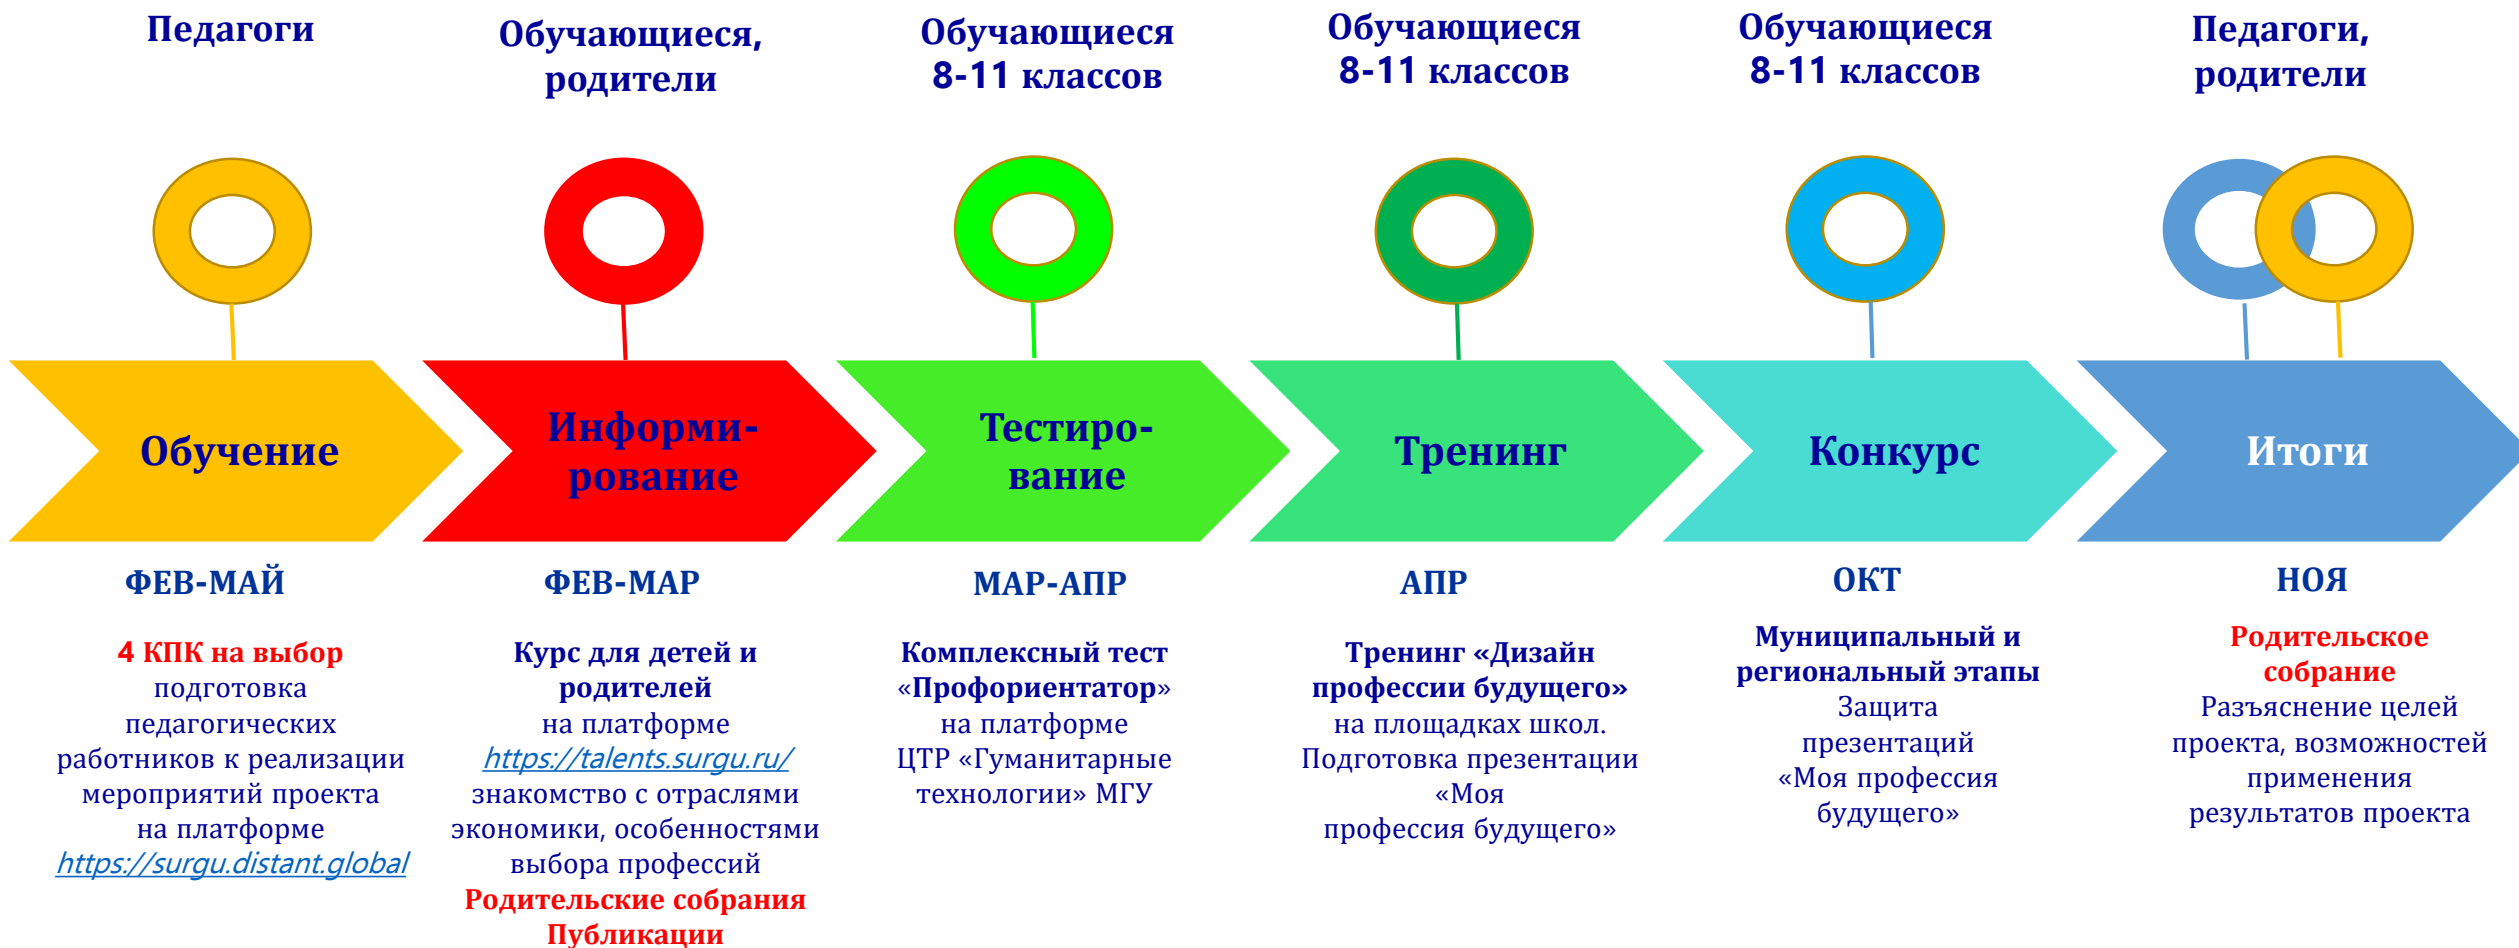 Педагоги
Обучающиеся,
родители
Обучающиеся
8-11 классов
Обучающиеся
8-11 классов
Обучающиеся
8-11 классов
Педагоги,
родители
Обучение
Информи-
рование
Тестиро-
вание
Тренинг
Конкурс
Итоги
ФЕВ-МАЙ
4 КПК на выбор
подготовка
педагогических
работников к реализации
мероприятий проекта
на платформе
https://surgu.distant.global
ФЕВ-МАР
Курс для детей и
родителей
на платформе
https://talents.surgu.ru/
знакомство с отраслями
экономики, особенностями
выбора профессий
Родительские собрания
Публикации
МАР-АПР
Комплексный тест
«Профориентатор»
на платформе
ЦТР «Гуманитарные
технологии» МГУ
АПР
Тренинг «Дизайн
профессии будущего»
на площадках школ.
Подготовка презентации
«Моя
профессия будущего»
ОКТ
Муниципальный и
региональный этапы
Защита
презентаций
«Моя профессия
будущего»
НОЯ
Родительское
собрание
Разъяснение целей
проекта, возможностей
применения
результатов проекта